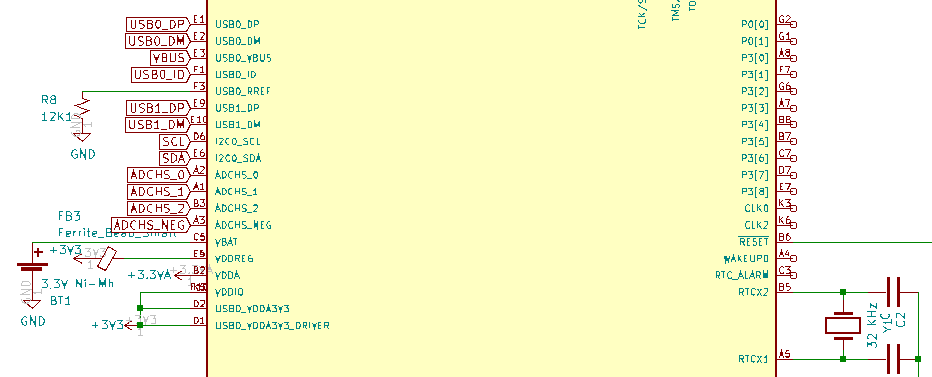 TCK/S
TMS/
TD
USB0_DP E1 USB0_DP
USB0_DM E2 USB0_DM
VBUS E3 USB0_VBUS
USB0_ID F1 USB0_ID
F3 USB0_RREF
USB1_DP E9 USB1_DP
USB1_DM E10 USB1_DM
SCL D6 I2C0_SCL
SDA E6 I2C0_SDA
ADCHS_0 A2 ADCHS_0
ADCHS_1 A1 ADCHS_1
ADCHS_2 B3 ADCHS_2
ADCHS_NEG A3 ADCHS_NEG
C5 VBAT
E5 VDDREG
+3.3VA B2 VDDA
VDDIO
D2 USB0_VDDA3V3
+3V3 D1 USB0_VDDA3V3_DRIVER
R8
12K1
GND
FB3
Ferrite_Bead_Small
+3V3
3.3V Ni-Mh
BT1
GND
P0[0] G2
P0[1] G1
P3[0] A8
P3[1] F7
P3[2] G6
P3[3] A7
P3[4] B8
P3[5] B7
P3[6] C7
P3[7] D7
P3[8] E7
CLK0 K3
CLK2 K6
RESET B6
WAKEUP0 A4
RTC_ALARM C3
RTCX2 B5
RTCX1 A5
32 KHz
Y1C
C2